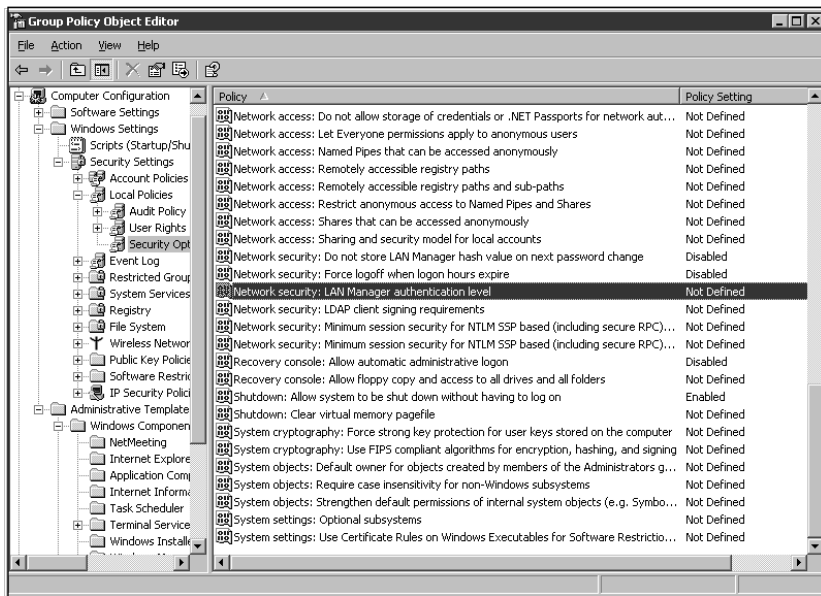 Group Policy Object Editor
File Action View Help
Computer Configuration
Software Settings
Windows Settings
Scripts (Startup/Shu
Security Settings
Account Policies
Local Policies
Audit Policy
User Rights
Security Opt
Event Log
Restricted Group
System Services
Registry
File System
Wireless Networ
Public Key Policie
Software Restric
IP Security Polici
Administrative Template
Windows Componen
NetMeeting
Internet Explore
Application Comp
Internet Informa
Task Scheduler
Terminal Service
Windows Installe
Policy Policy Setting
Network access: Do not allow storage of credentials or .NET Passports for network aut... Not Defined
Network access: Let Everyone permissions apply to anonymous users Not Defined
Network access: Named Pipes that can be accessed anonymously Not Defined
Network access: Remotely accessible registry paths Not Defined
Network access: Remotely accessible registry paths and sub-paths Not Defined
Network access: Restrict anonymous access to Named Pipes and Shares Not Defined
Network access: Shares that can be accessed anonymously Not Defined
Network access: Sharing and security model for local accounts Not Defined
Network security: Do not store LAN Manager hash value on next password change Disabled
Network security: Force logoff when logon hours expire Disabled
Network security: LAN Manager authentication level Not Defined
Network security: LDAP client signing requirements Not Defined
Network security: Minimum session security for NTLM SSP based (including secure RPC)... Not Defined
Network security: Minimum session security for NTLM SSP based (including secure RPC)... Not Defined
Recovery console: Allow automatic administrative logon Disabled
Recovery console: Allow floppy copy and access to all drives and all folders Not Defined
Shutdown: Allow system to be shut down without having to log on Enabled
Shutdown: Clear virtual memory pagefile Not Defined
System cryptography: Force strong key protection for user keys stored on the computer Not Defined
System cryptography: Use FIPS compliant algorithms for encryption, hashing, and signing Not Defined
System objects: Default owner for objects created by members of the Administrators g... Not Defined
System objects: Require case insensitivity for non-Windows subsystems Not Defined
System objects: Strengthen default permissions of internal system objects (e.g. Symbo... Not Defined
System settings: Optional subsystems Not Defined
System settings: Use Certificate Rules on Windows Executables for Software Restrictio... Not Defined